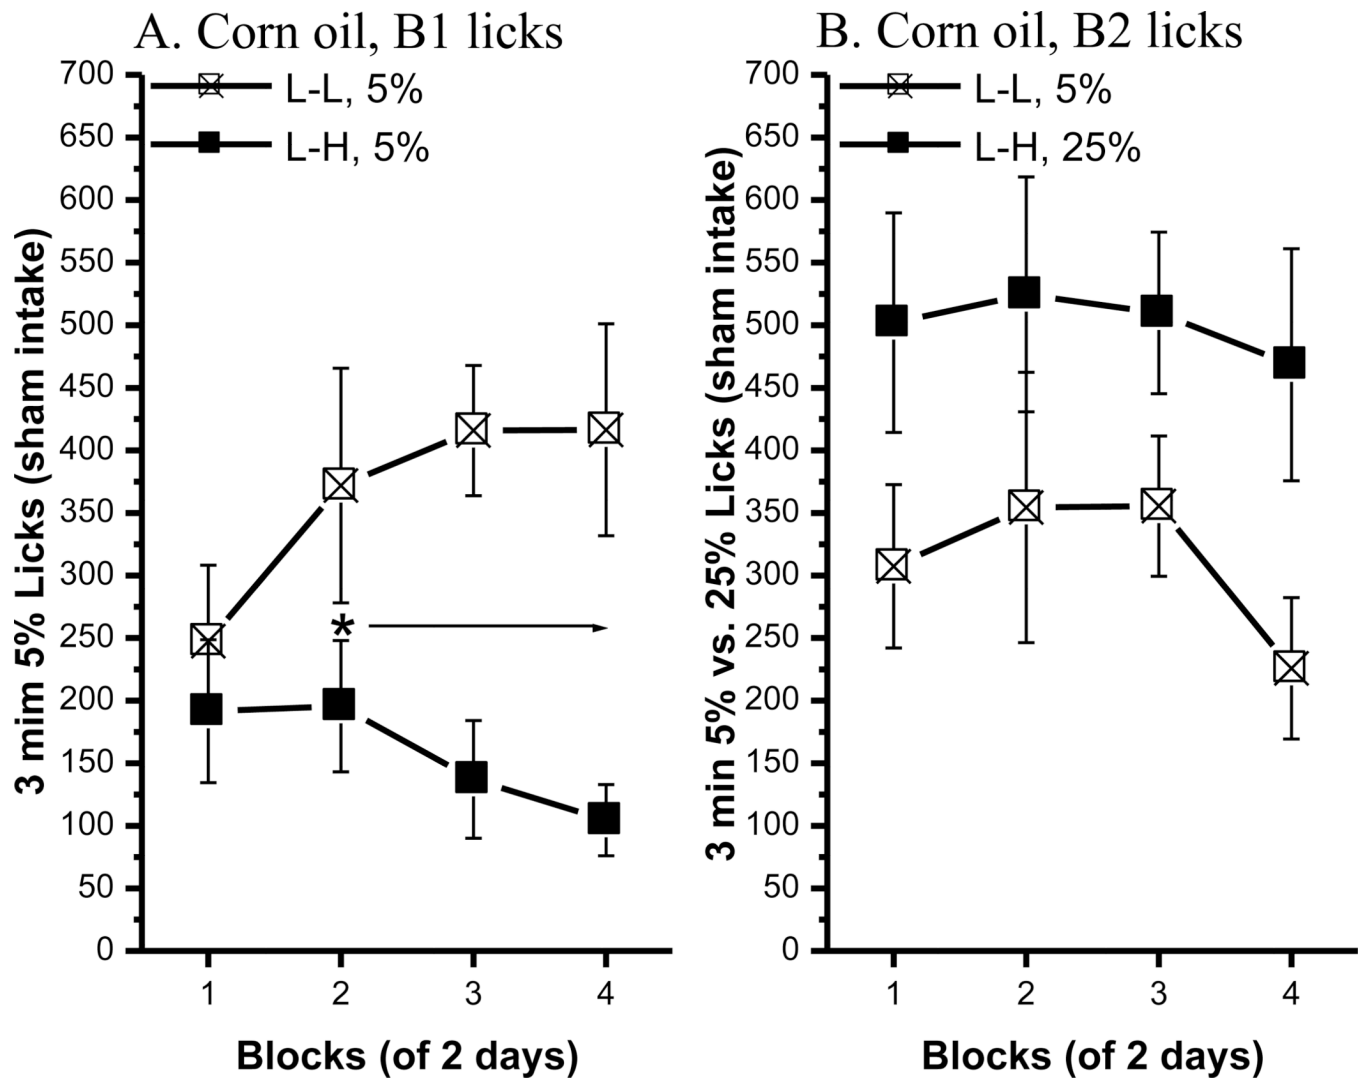 A. Corn oil, B1 licks
L-L, 5%
L-H, 5%
3 mim 5% Licks (sham intake)
700
650
600
550
500
450
400
350
300
250
200
150
100
50
0
*
1 2 3 4
Blocks (of 2 days)
B. Corn oil, B2 licks
L-L, 5%
L-H, 25%
3 min 5% vs. 25% Licks (sham intake)
700
650
600
550
500
450
400
350
300
250
200
150
100
50
0
1 2 3 4
Blocks (of 2 days)